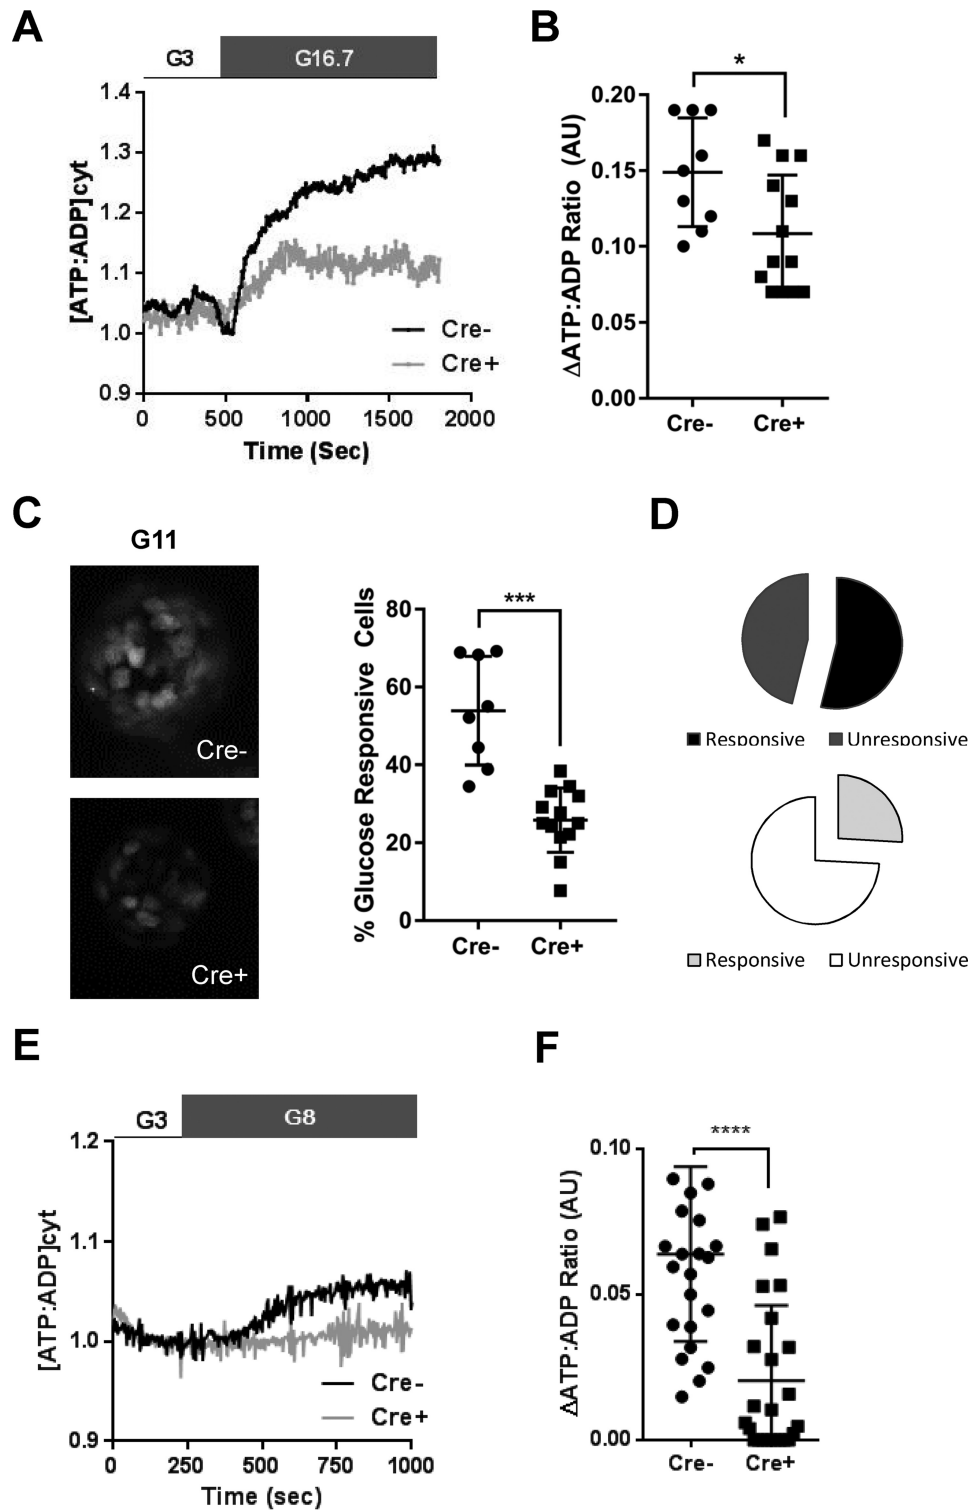 A
G3
G16.7
[ATP:ADP]cyt
1.4
1.3
1.2
1.1
1.0
0.9
Cre-
Cre+
0
500
1000
1500
2000
Time (Sec)
B
*
ΔATP:ADP Ratio (AU)
0.20
0.15
0.10
0.05
0.00
Cre-
Cre+
C
G11
Cre-
Cre+
% Glucose Responsive Cells
80
60
40
20
0
***
Cre-
Cre+
D
Responsive
Unresponsive
Responsive
Unresponsive
E
G3
G8
[ATP:ADP]cyt
1.2
1.1
1.0
0.9
Cre-
Cre+
0
250
500
750
1000
Time (sec)
F
****
ΔATP:ADP Ratio (AU)
0.10
0.05
0.00
Cre-
Cre+